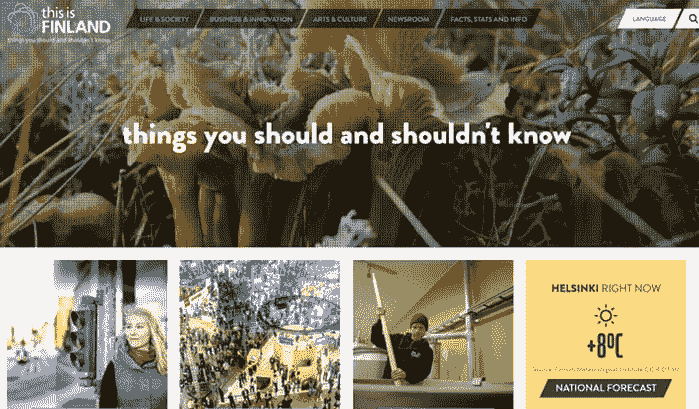 this is
FINLAND
things you should and shouldn't know
LIFE & SOCIETY
BUSINESS & INNOVATION
ARTS & CULTURE
NEWSROOM
FACTS, STATS AND INFO
LANGUAGE
things you should and shouldn't know
HELSINKI RIGHT NOW
+8°C
NATIONAL FORECAST